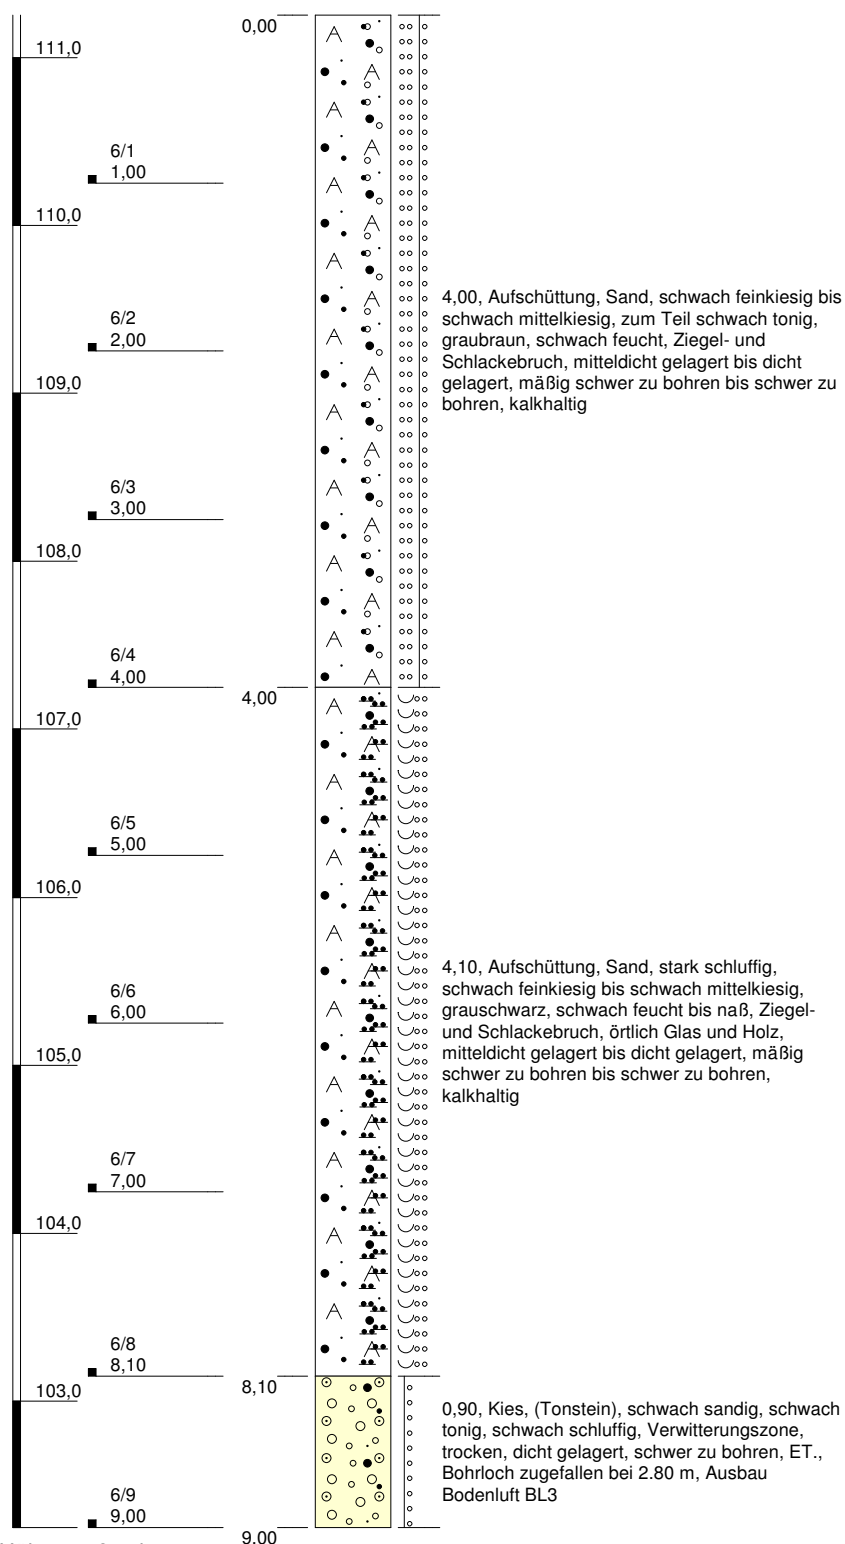 0,00
111,0
6/1
1,00
110,0
6/2
2,00
109,0
6/3
3,00
108,0
6/4
4,00
4,00
4,00, Aufschüttung, Sand, schwach feinkiesig bis
schwach mittelkiesig, zum Teil schwach tonig,
graubraun, schwach feucht, Ziegel- und
Schlackebruch, mitteldicht gelagert bis dicht
gelagert, mäßig schwer zu bohren bis schwer zu
bohren, kalkhaltig
107,0
6/5
5,00
106,0
6/6
6,00
105,0
6/7
7,00
104,0
6/8
8,10
8,10
4,10, Aufschüttung, Sand, stark schluffig,
schwach feinkiesig bis schwach mittelkiesig,
grauschwarz, schwach feucht bis naß, Ziegel-
und Schlackebruch, örtlich Glas und Holz,
mitteldicht gelagert bis dicht gelagert, mäßig
schwer zu bohren bis schwer zu bohren,
kalkhaltig
103,0
6/9
9,00
9,00
0,90, Kies, (Tonstein), schwach sandig, schwach
tonig, schwach schluffig, Verwitterungszone,
trocken, dicht gelagert, schwer zu bohren, ET.,
Bohrloch zugefallen bei 2.80 m, Ausbau
Bodenluft BL3